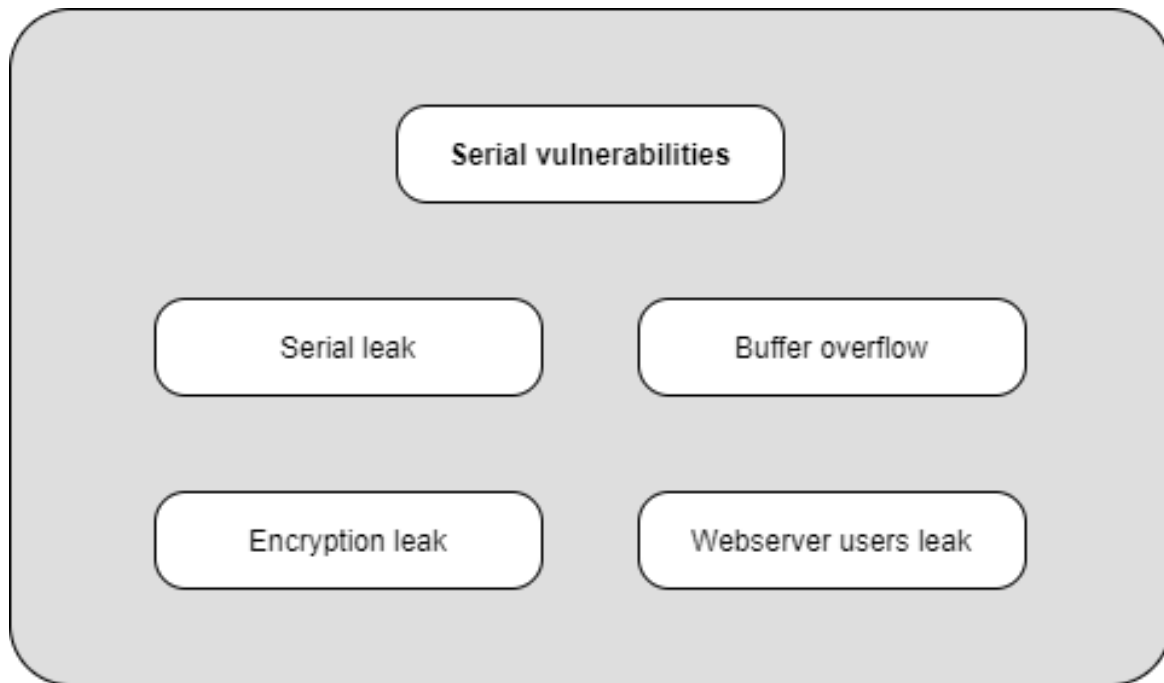 Serial vulnerabilities
Serial leak
Buffer overflow
Encryption leak
Webserver users leak